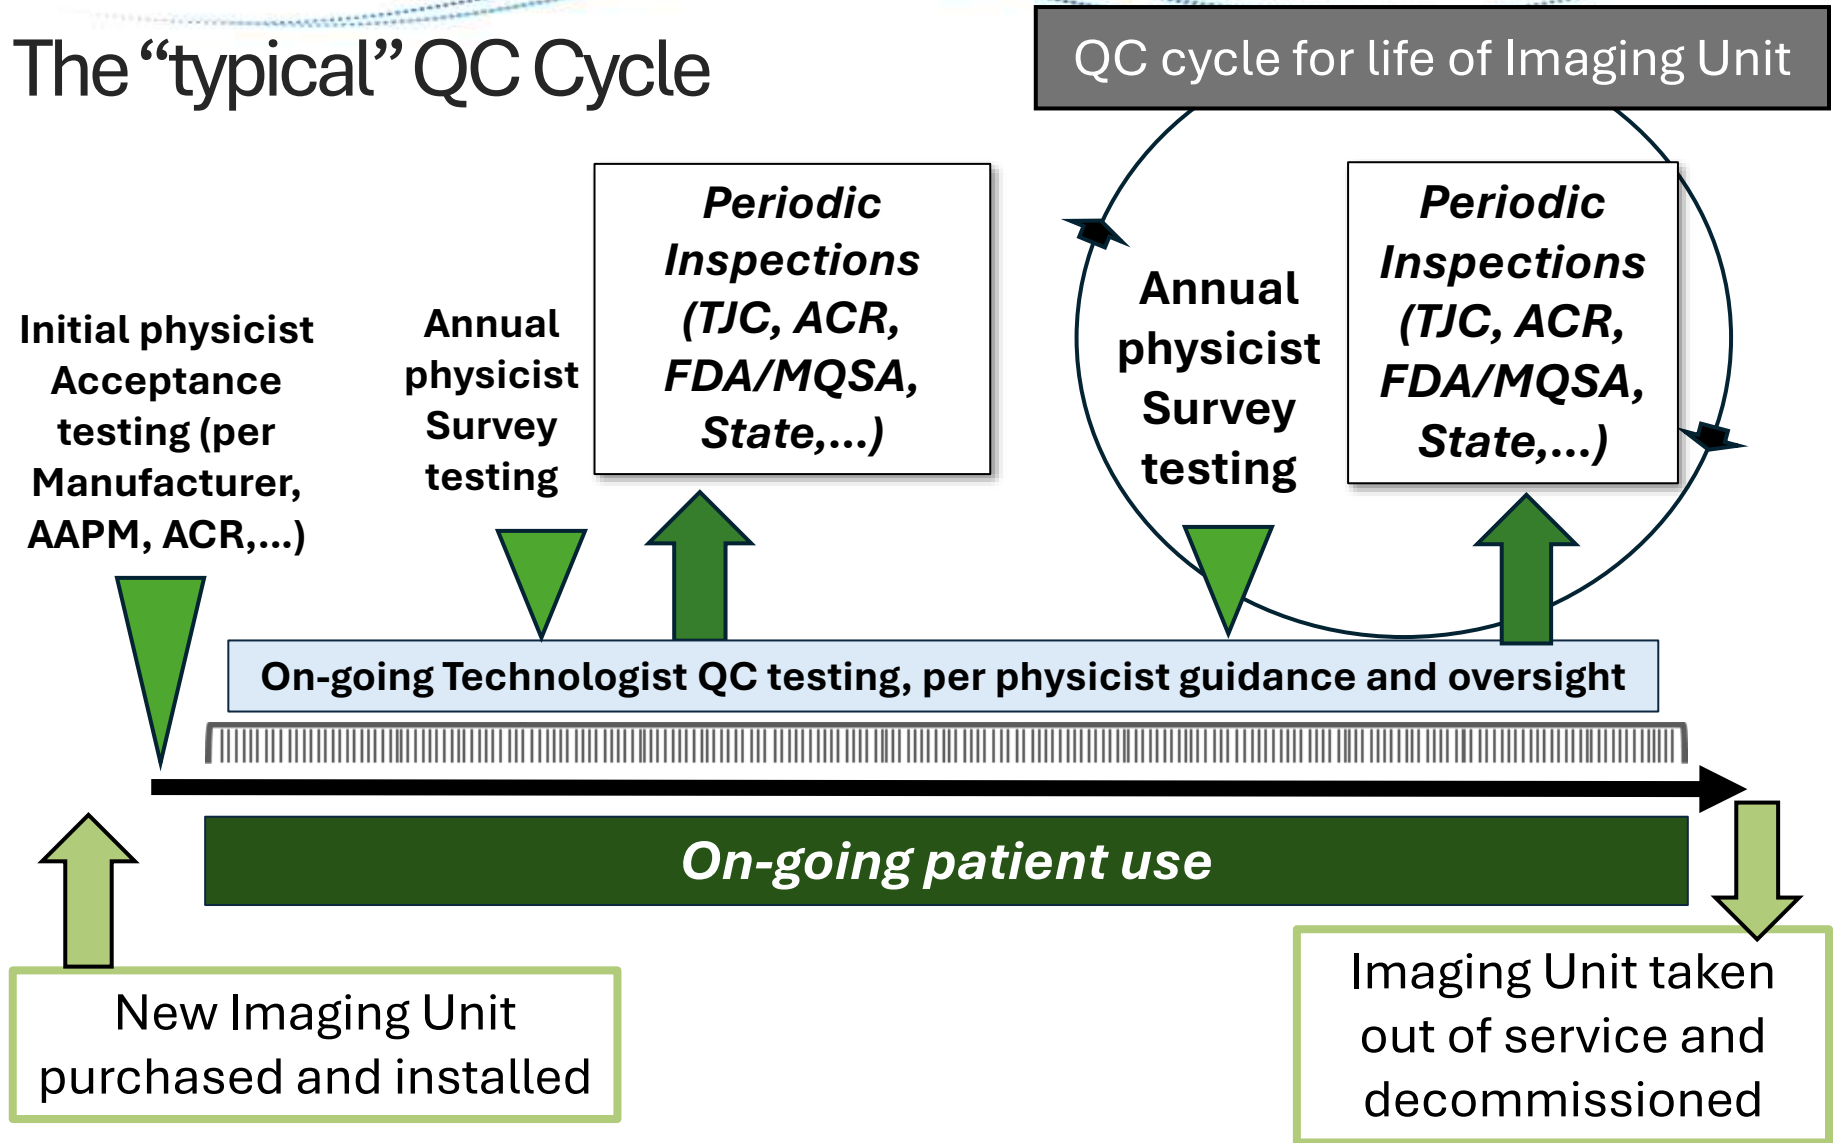 The “typical” QC Cycle
QC cycle for life of Imaging Unit
Initial physicist
Acceptance
testing (per
Manufacturer,
AAPM, ACR,...)
Annual
physicist
Survey
testing
Periodic
Inspections
(TJC, ACR,
FDA/MQSA,
State,...)
Annual
physicist
Survey
testing
Periodic
Inspections
(TJC, ACR,
FDA/MQSA,
State,...)
On-going Technologist QC testing, per physicist guidance and oversight
On-going patient use
New Imaging Unit
purchased and installed
Imaging Unit taken
out of service and
decommissioned